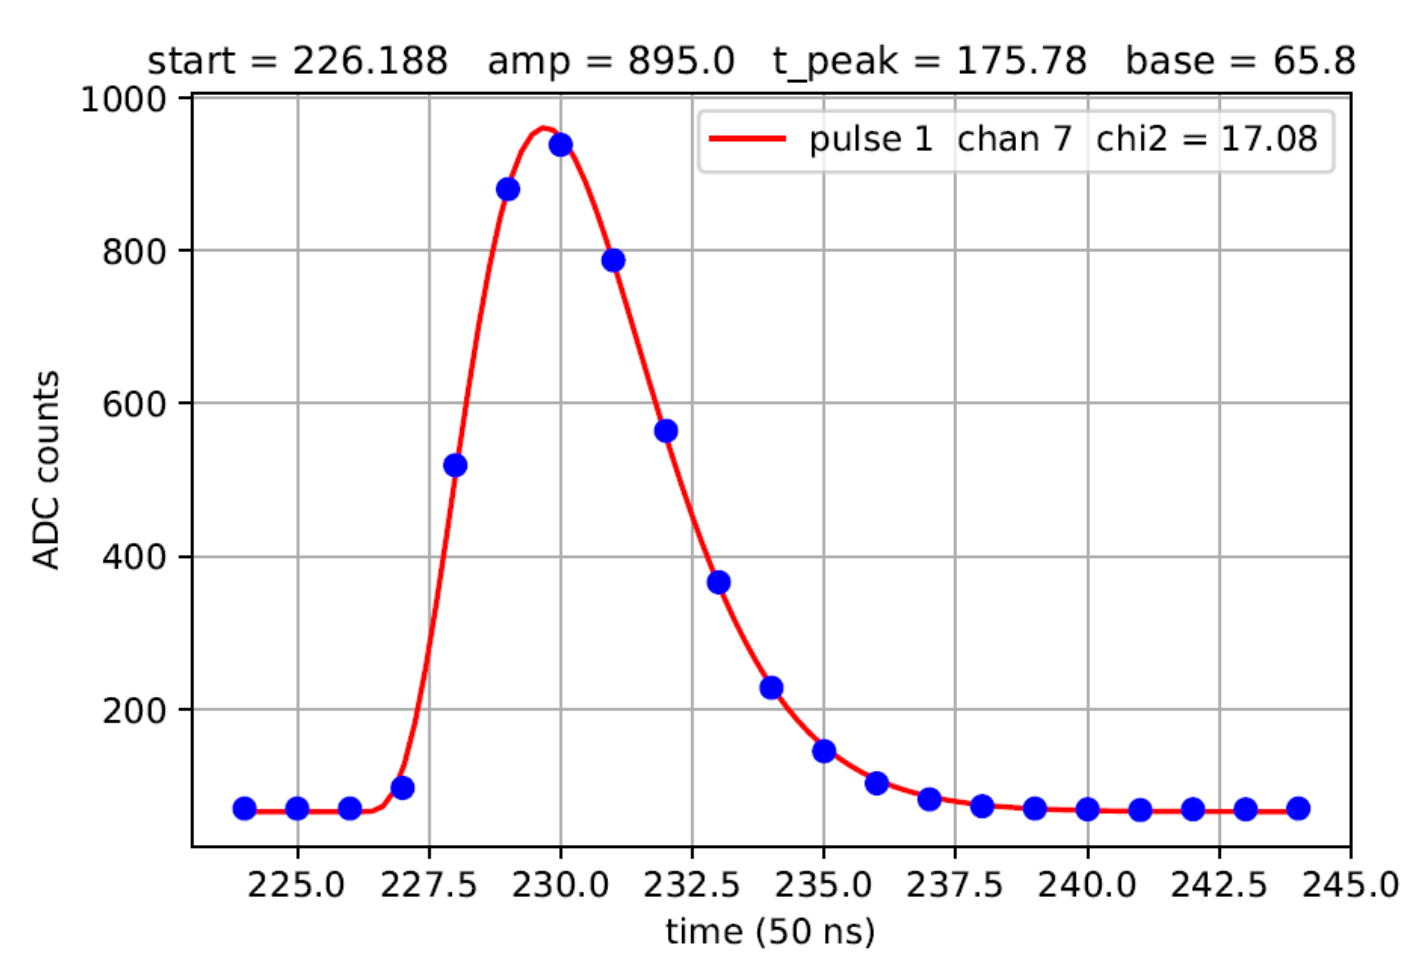 start = 226.188   amp = 895.0   t_peak = 175.78   base = 65.8
pulse 1  chan 7  chi2 = 17.08
1000
800
600
400
200
ADC counts
225.0 227.5 230.0 232.5 235.0 237.5 240.0 242.5 245.0
time (50 ns)